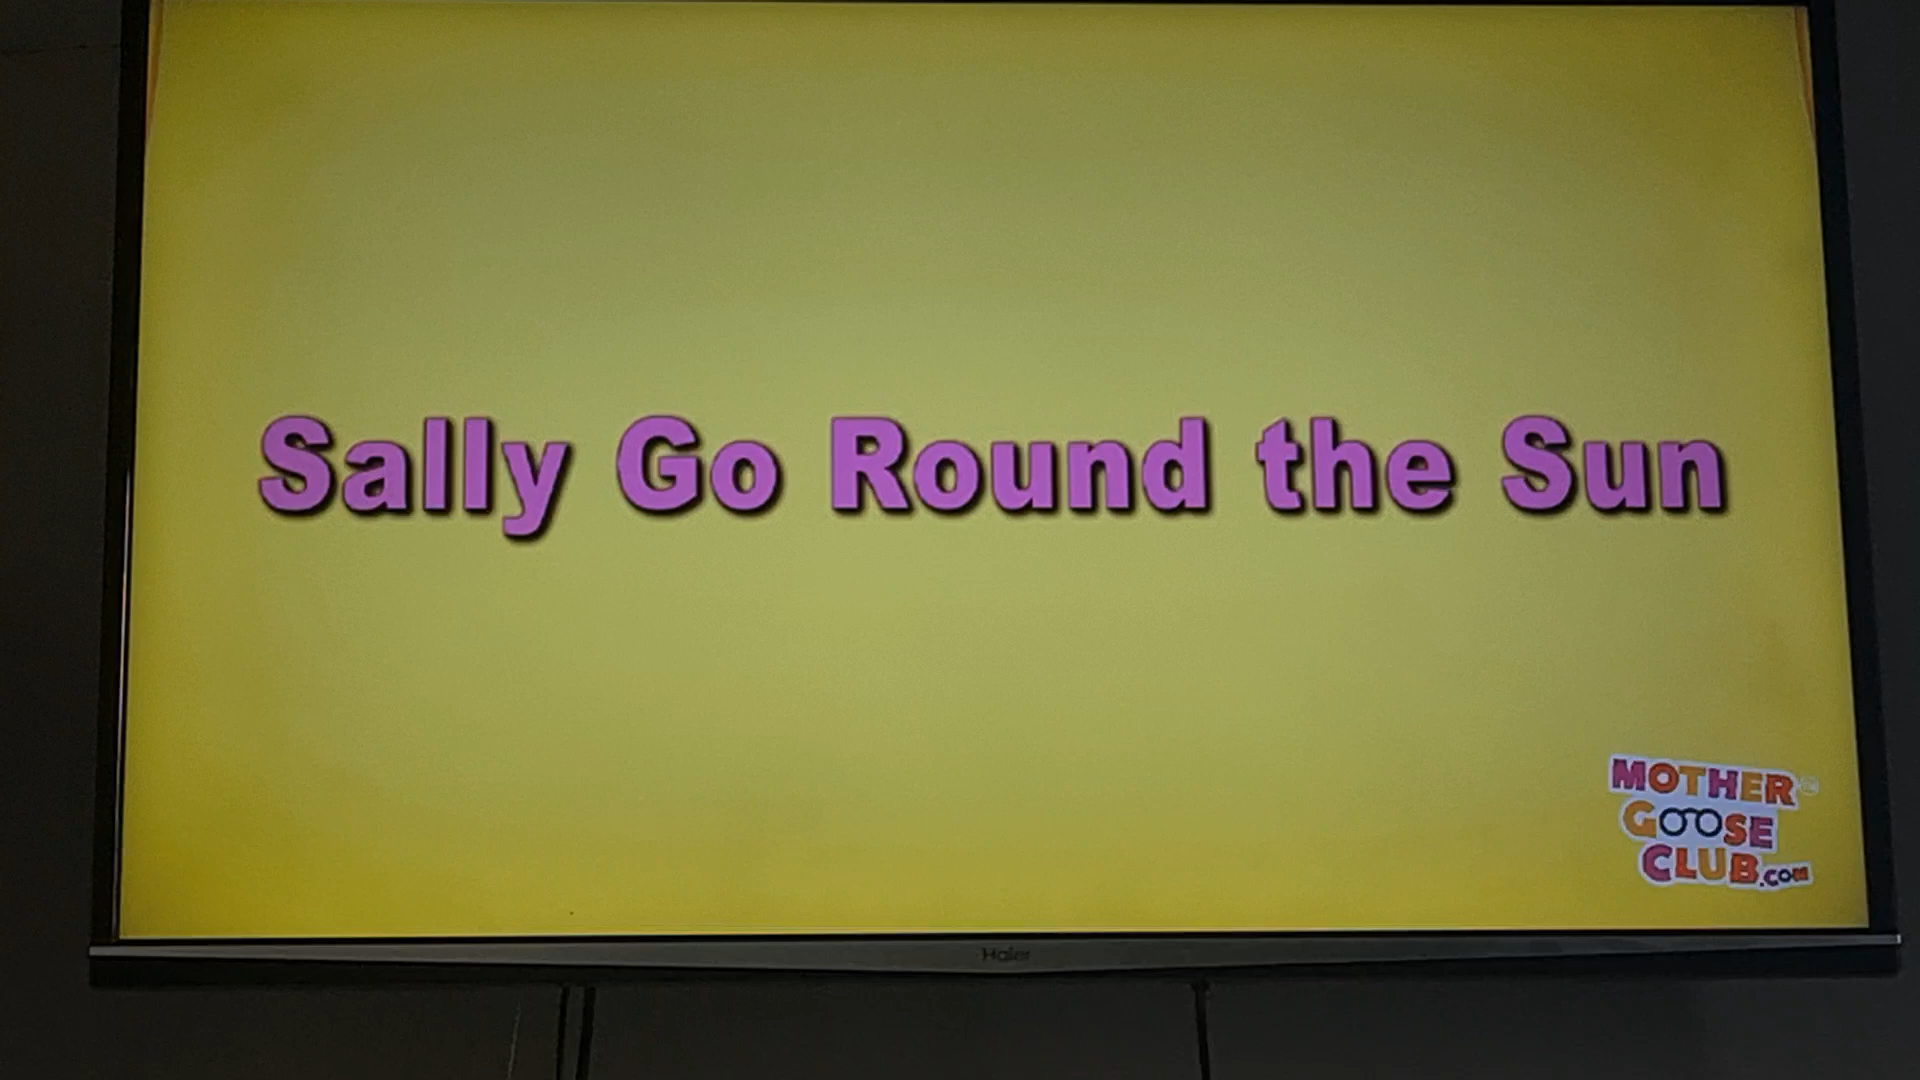 Sally Go Round the Sun
MOTHER
GOOSE
CLUB.COM
Haier